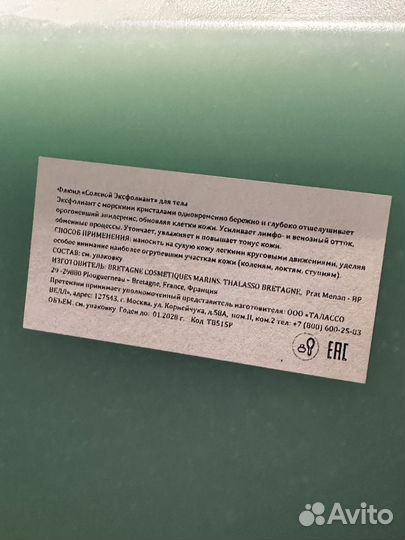 Флюид «Солевой Эксфолиант» для тела
Эксфолиант с морскими кристалами одновременно бережно и глубоко отшелушивает
ороговевший эпидермис, обновляя клетки кожи. Усиливает лимфо- и венозный отток,
обменные процессы. Утончает, увлажняет и повышает тонус кожи.
СПОСОБ ПРИМЕНЕНИЯ: наносить на сухую кожу легкими круговыми движениями, уделяя
особое внимание наиболее огрупевшим участкам кожи (коленям, локтям, ступням).
СОСТАВ: см. упаковку
ИЗГОТОВИТЕЛЬ: BRETAGNE COSMETIQUES MARINS. THALASSO BRETAGNE, Prat Menan - BP
29 -29880 Plouguerneau – Bretagne, France, Франция
Претензии принимает уполномоченный представитель изготовителя: ООО «ТАЛАССО
ВЕЛЛ», адрес: 127543, г. Москва, ул. Корнейчука, д.58А, пом.II, ком.2 тел: +7 (800) 600-25-03
ОБЪЕМ. см. упаковку Годен до 01.2028 г. Код TB515P
EAC
Avito